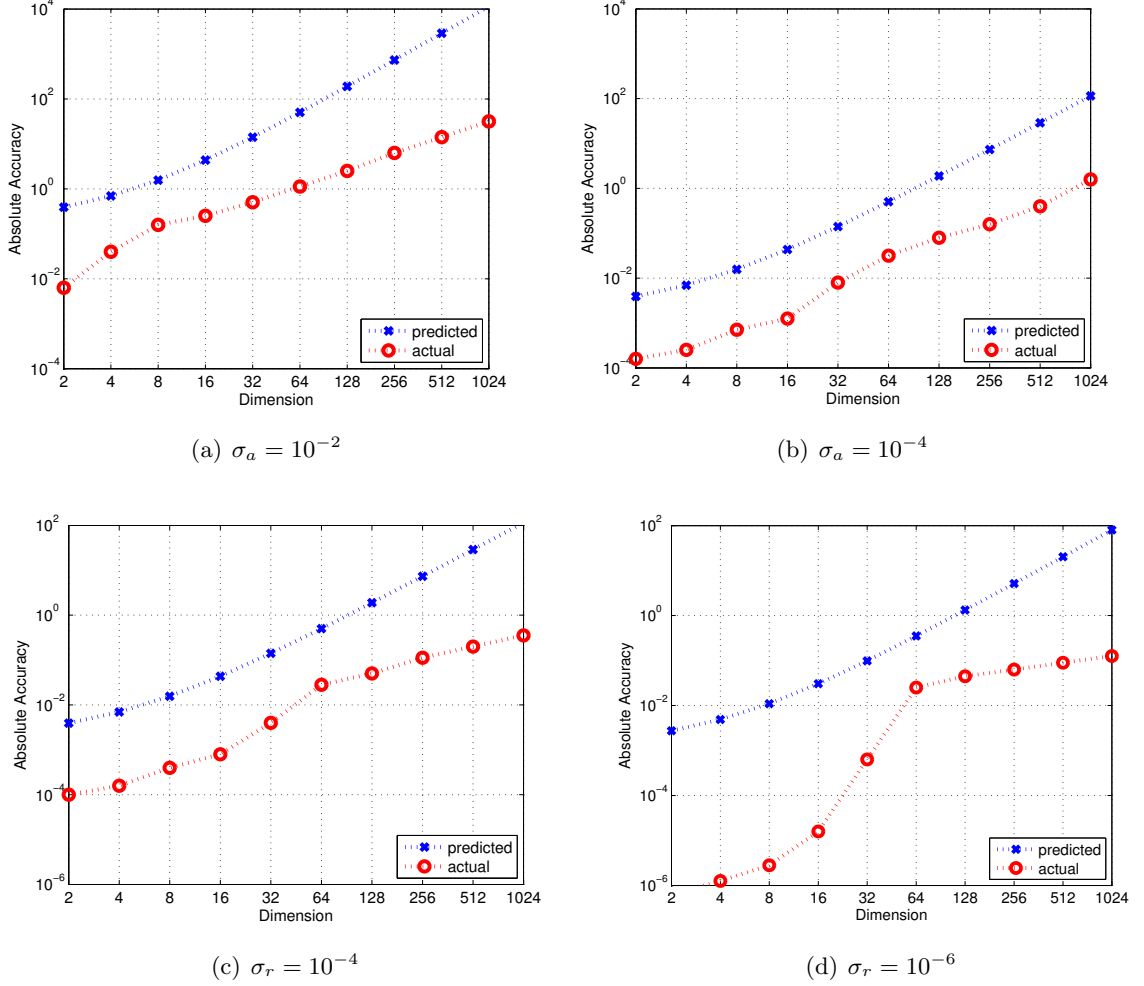 10^4
10^2
10^0
10^{-2}
10^{-4}
Absolute Accuracy
2 4 8 16 32 64 128 256 512 1024
Dimension
predicted
actual
(a) σ_a = 10^{-2}
10^4
10^2
10^0
10^{-2}
10^{-4}
Absolute Accuracy
2 4 8 16 32 64 128 256 512 1024
Dimension
predicted
actual
(b) σ_a = 10^{-4}
10^2
10^0
10^{-2}
10^{-4}
10^{-6}
Absolute Accuracy
2 4 8 16 32 64 128 256 512 1024
Dimension
predicted
actual
(c) σ_r = 10^{-4}
10^2
10^0
10^{-2}
10^{-4}
10^{-6}
Absolute Accuracy
2 4 8 16 32 64 128 256 512 1024
Dimension
predicted
actual
(d) σ_r = 10^{-6}